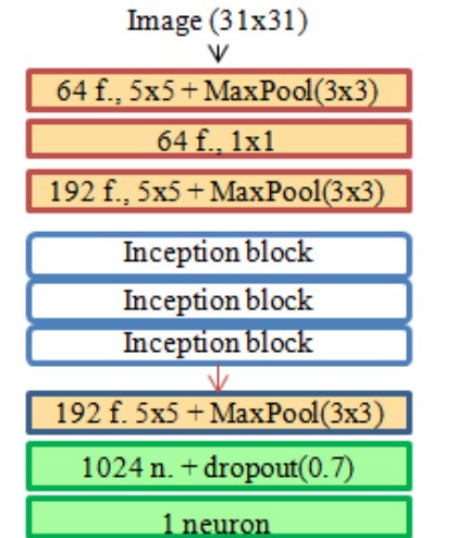 Image (31x31)
64 f., 5x5 + MaxPool(3x3)
64 f., 1x1
192 f., 5x5 + MaxPool(3x3)
Inception block
Inception block
Inception block
192 f. 5x5 + MaxPool(3x3)
1024 n. + dropout(0.7)
1 neuron